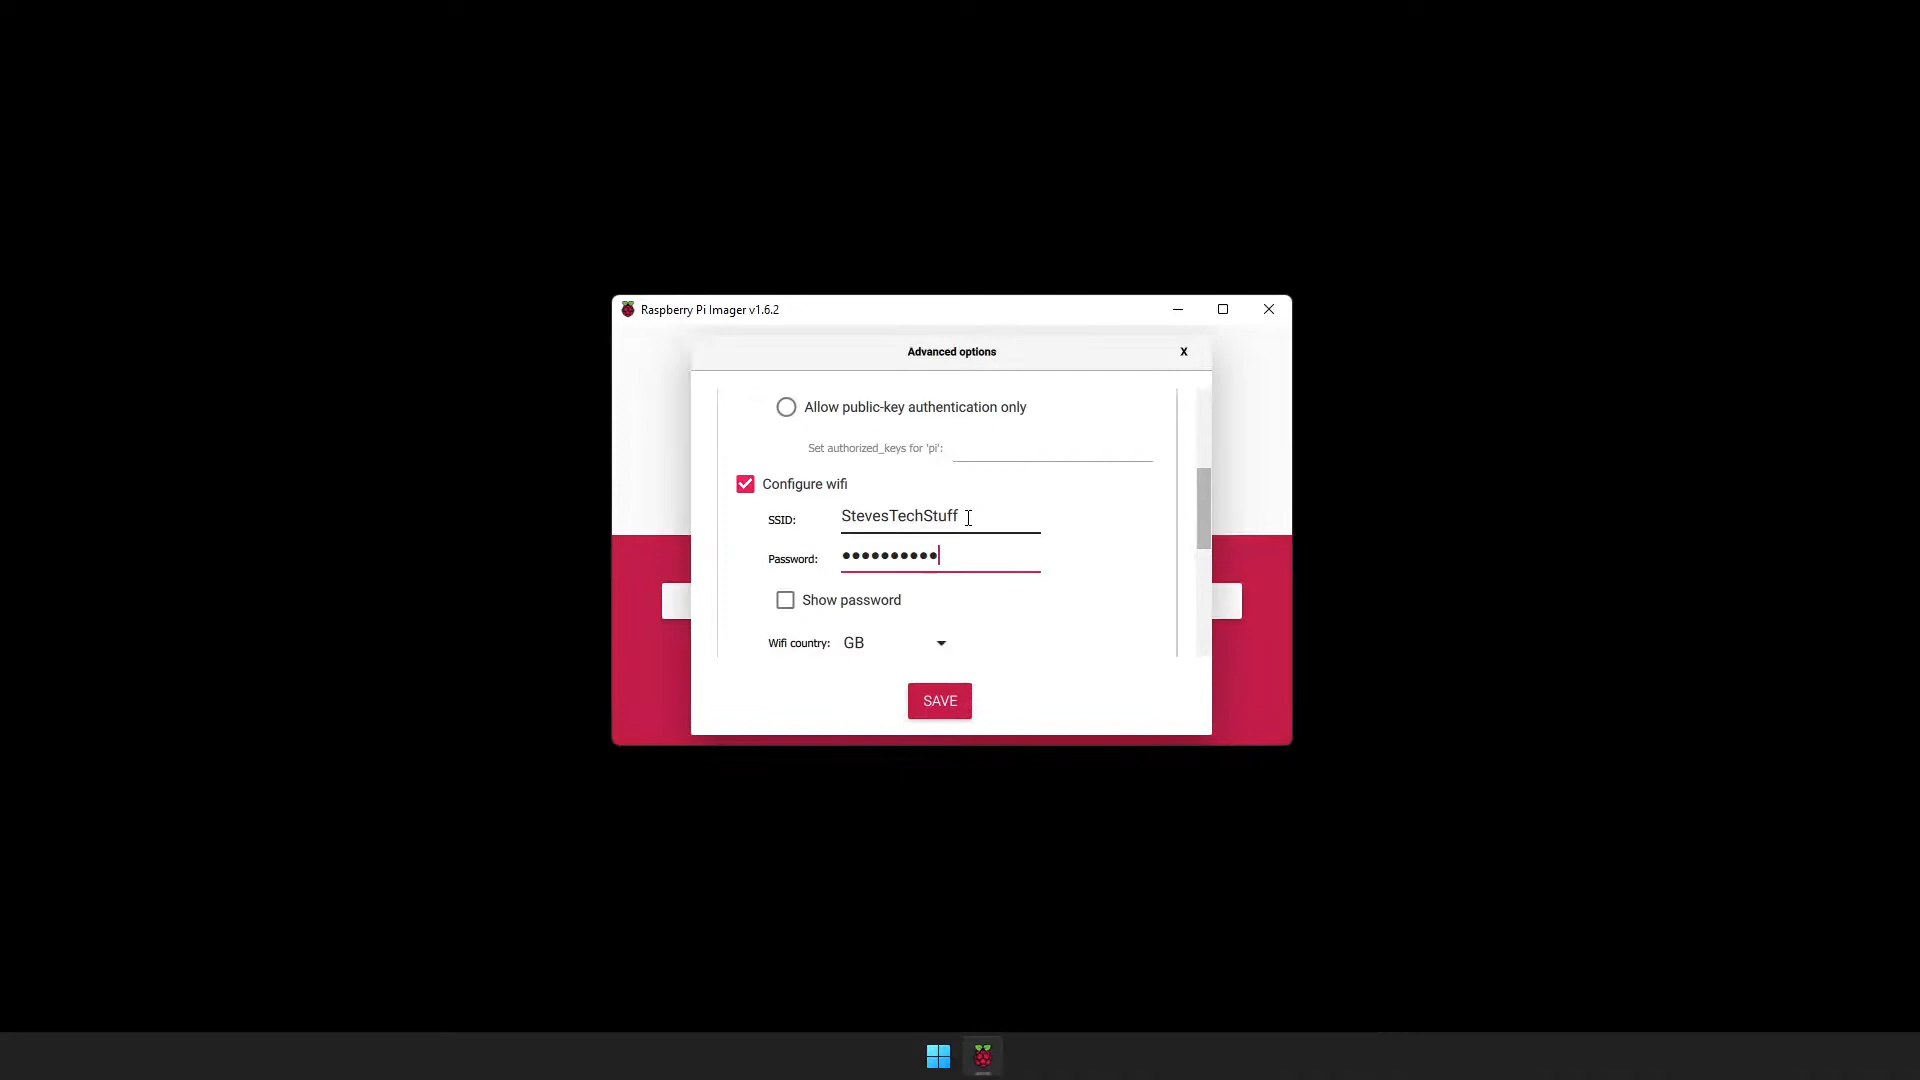 Raspberry Pi Imager v1.6.2
Advanced options
X
Allow public-key authentication only
Set authorized_keys for 'pi':
Configure wifi
SSID: StevesTechStuff
Password: ●●●●●●●●●●
Show password
Wifi country: GB
SAVE